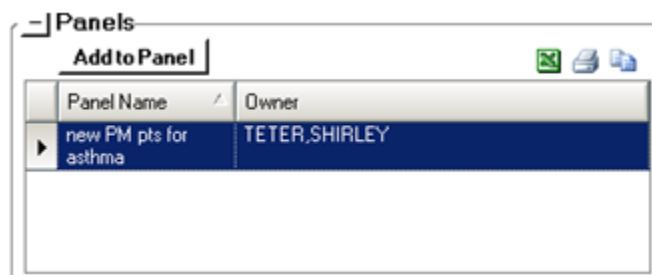 Panels
Add to Panel
Panel Name Owner
new PM pts for TETER,SHIRLEY
asthma